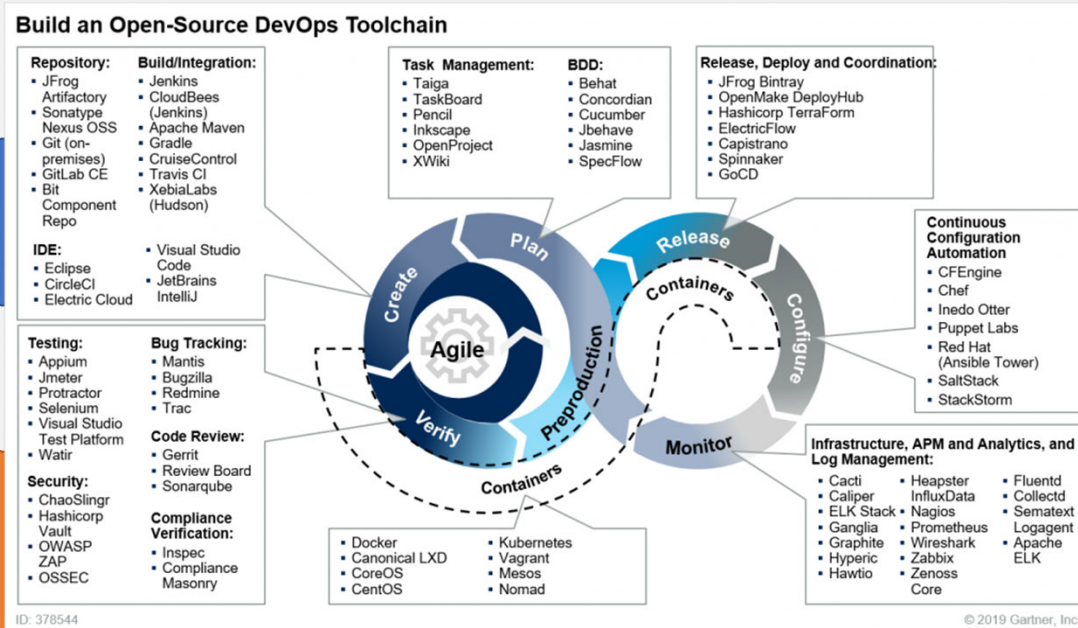 Build an Open-Source DevOps Toolchain
Repository:
JFrog
Artifactory
Sonatype
Nexus OSS
Git (on-
premises)
GitLab CE
Bit
Component
Repo
Build/Integration:
Jenkins
CloudBees
(Jenkins)
Apache Maven
Gradle
CruiseControl
Travis CI
XebiaLabs
(Hudson)
IDE:
Eclipse
CircleCI
Electric Cloud
Visual Studio
Code
JetBrains
IntelliJ
Task Management:
Taiga
TaskBoard
Pencil
Inkscape
OpenProject
XWiki
BDD:
Behat
Concordian
Cucumber
Jbehave
Jasmine
SpecFlow
Release, Deploy and Coordination:
JFrog Bintray
OpenMake DeployHub
Hashicorp TerraForm
ElectricFlow
Capistrano
Spinnaker
GoCD
Continuous
Configuration
Automation
CFEngine
Chef
Inedo Otter
Puppet Labs
Red Hat
(Ansible Tower)
SaltStack
StackStorm
Plan
Create
Agile
Verify
Preproduction
Release
Containers
Configure
Monitor
Containers
Testing:
Appium
Jmeter
Protractor
Selenium
Visual Studio
Test Platform
Watir
Security:
ChaoSlingr
Hashicorp
Vault
OWASP
ZAP
OSSEC
Bug Tracking:
Mantis
Bugzilla
Redmine
Trac
Code Review:
Gerrit
Review Board
Sonarqube
Compliance
Verification:
Inspec
Compliance
Masonry
Docker
Canonical LXD
CoreOS
CentOS
Kubernetes
Vagrant
Mesos
Nomad
Infrastructure, APM and Analytics, and
Log Management:
Cacti
Caliper
ELK Stack
Ganglia
Graphite
Hyperic
Hawtio
Heapster
InfluxData
Nagios
Prometheus
Wireshark
Zabbix
Zenoss
Core
Fluentd
Collectd
Sematext
Logagent
Apache
ELK
ID: 378544
© 2019 Gartner, Inc